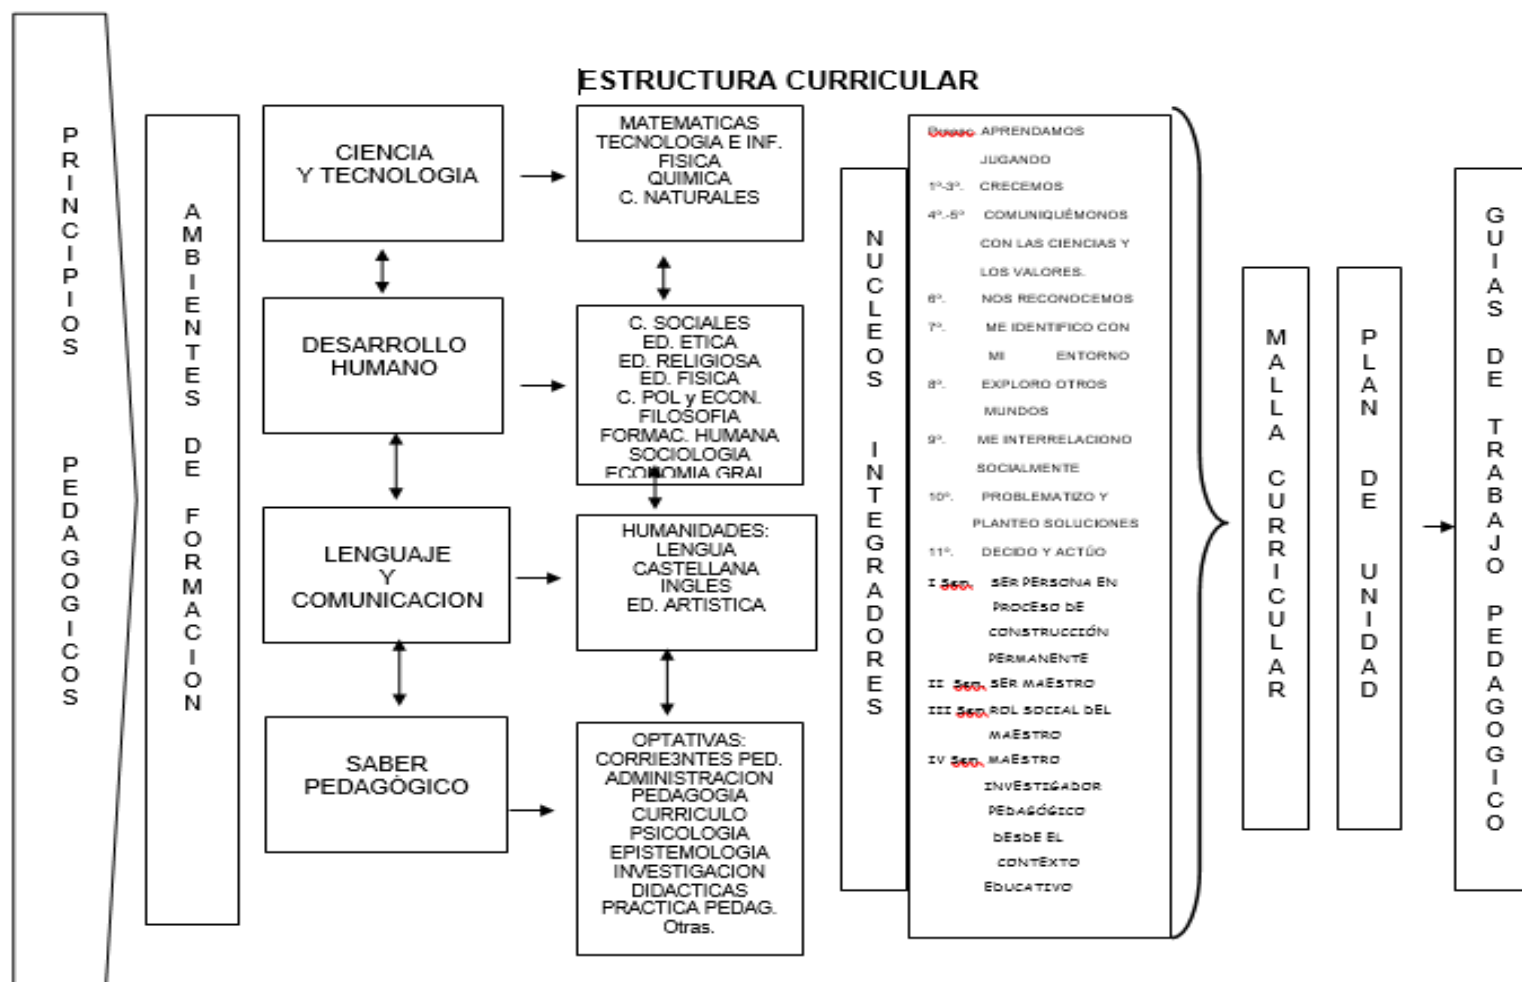 ESTRUCTURA CURRICULAR
PRINCIPIOS PEDAGOGICOS
AMBIENTES DE FORMACION
CIENCIA
Y TECNOLOGIA
MATEMATICAS
TECNOLOGIA E INF.
FISICA
QUIMICA
C. NATURALES
DESARROLLO
HUMANO
C. SOCIALES
ED. ETICA
ED. RELIGIOSA
ED. FISICA
C. POL y ECON.
FILOSOFIA
FORMAC. HUMANA
SOCIOLOGIA
ECONOMIA GRAL
LENGUAJE
Y
COMUNICACION
HUMANIDADES:
LENGUA
CASTELLANA
INGLES
ED. ARTISTICA
SABER
PEDAGÓGICO
OPTATIVAS:
CORRIE3NTES PED.
ADMINISTRACION
PEDAGOGIA
CURRICULO
PSICOLOGIA
EPISTEMOLOGIA
INVESTIGACION
DIDACTICAS
PRACTICA PEDAG.
Otras.
NUCLEOS INTEGRADORES
APRENDAMOS
JUGANDO
1º-3º. CRECEMOS
4º.-5º COMUNIQUÉMONOS
CON LAS CIENCIAS Y
LOS VALORES.
6º. NOS RECONOCEMOS
7º. ME IDENTIFICO CON
MI ENTORNO
8º. EXPLORO OTROS
MUNDOS
9º. ME INTERRELACIONO
SOCIALMENTE
10º. PROBLEMATIZO Y
PLANTEO SOLUCIONES
11º. DECIDO Y ACTÚO
I Sem. SER PERSONA EN
PROCESO DE
CONSTRUCCIÓN
PERMANENTE
II Sem. SER MAESTRO
III Sem. ROL SOCIAL DEL
MAESTRO
IV Sem. MAESTRO
INVESTIGADOR
PEDAGÓGICO
DESDE EL
CONTEXTO
EDUCATIVO
MALLA CURRICULAR
PLAN DE UNIDAD
GUIAS DE TRABAJO PEDAGOGICO